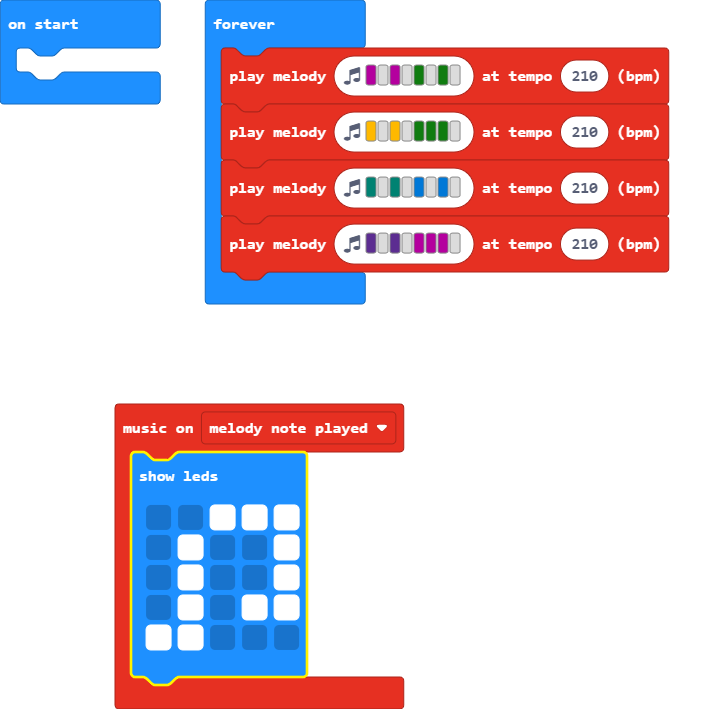 on start
forever
play melody at tempo 210 (bpm)
play melody at tempo 210 (bpm)
play melody at tempo 210 (bpm)
play melody at tempo 210 (bpm)
music on melody note played
show leds